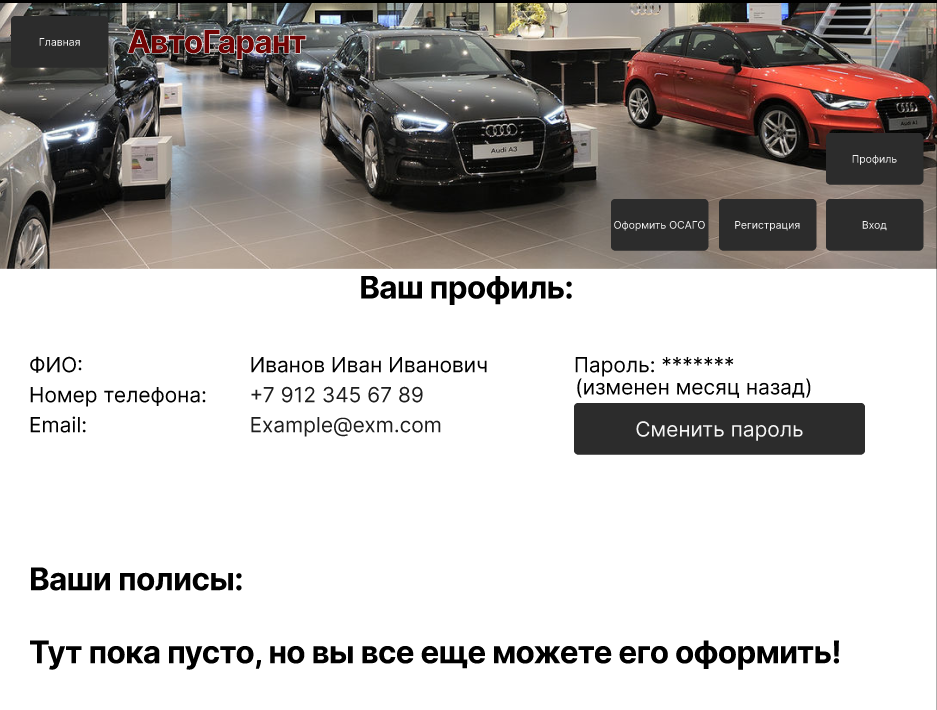 Главная
АвтоГарант
Audi A3
Audi A1
Профиль
Оформить ОСАГО
Регистрация
Вход
Ваш профиль:
ФИО:
Иванов Иван Иванович
Номер телефона:
+7 912 345 67 89
Email:
Example@exm.com
Пароль: *******
(изменен месяц назад)
Сменить пароль
Ваши полисы:
Тут пока пусто, но вы все еще можете его оформить!